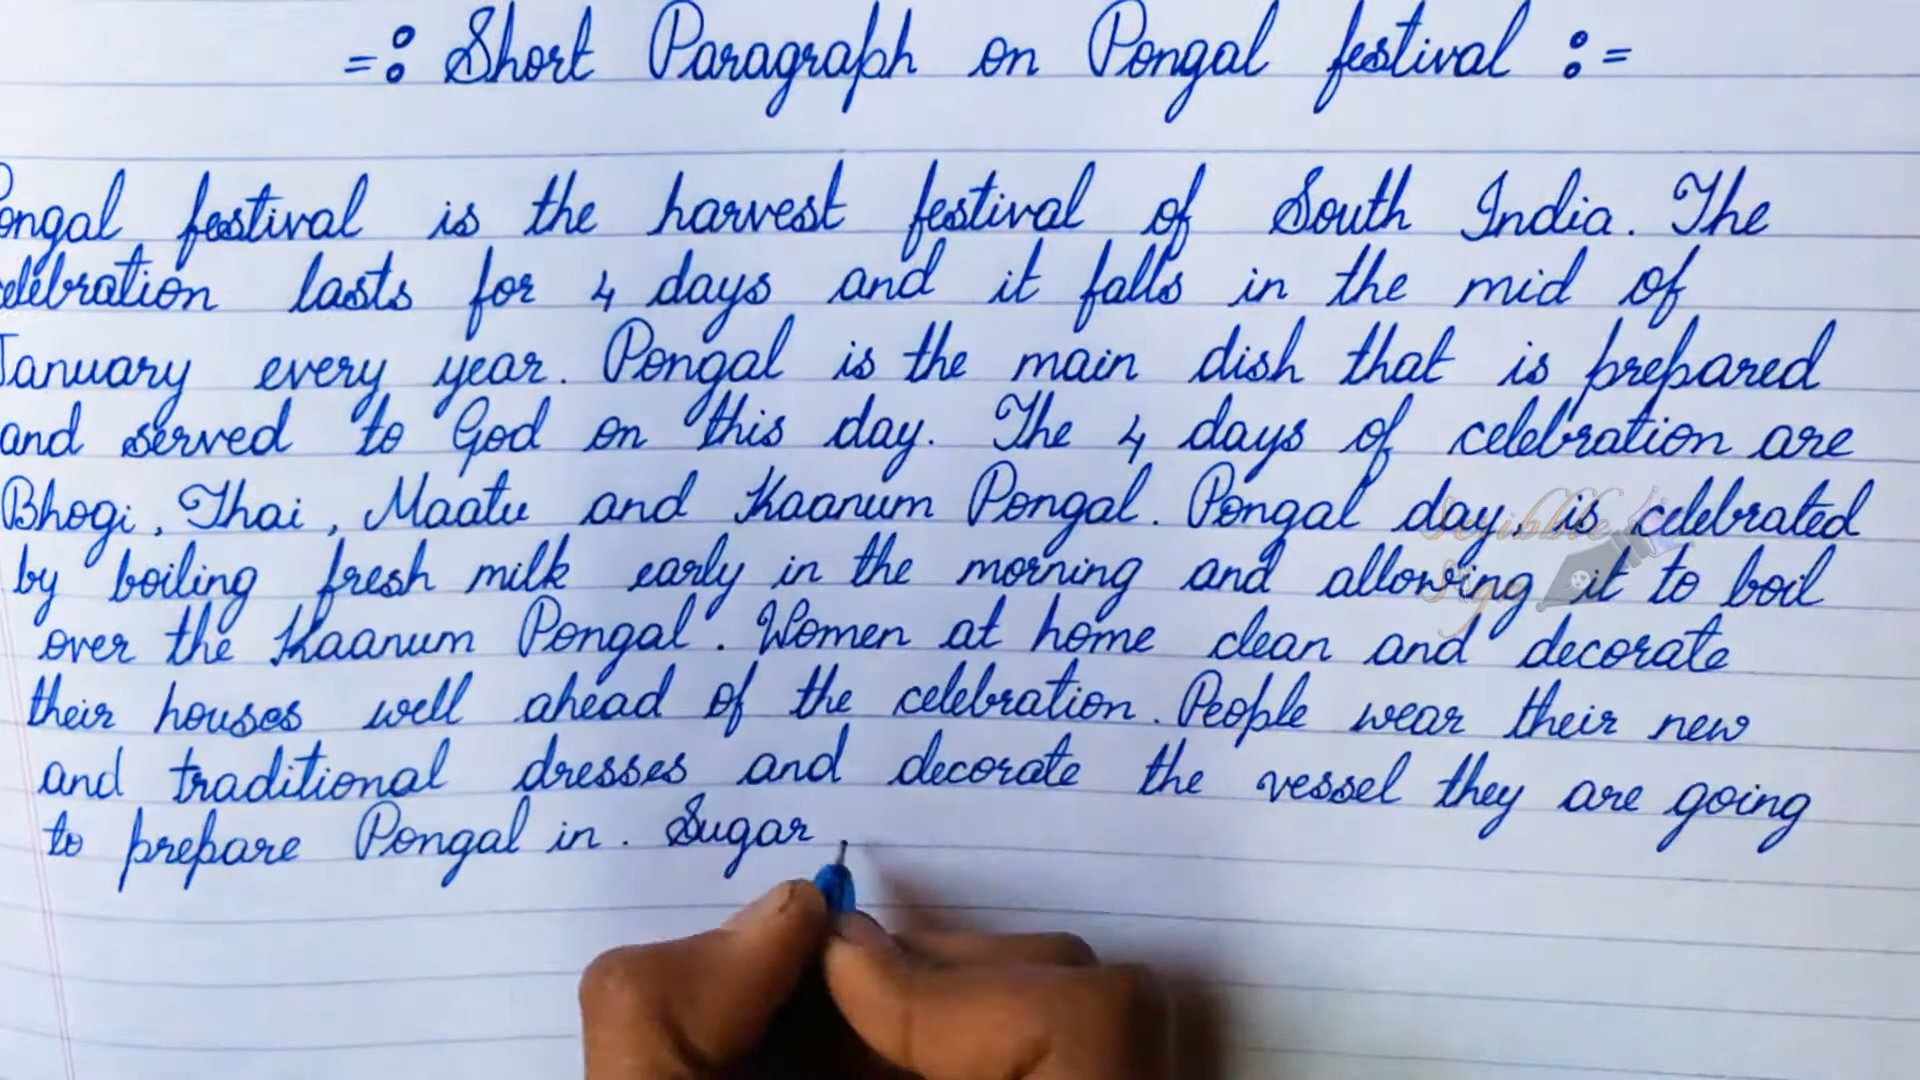 =: Short Paragraph on Pongal festival :=
Pongal festival is the harvest festival of South India. The
celebration lasts for 4 days and it falls in the mid of
January every year. Pongal is the main dish that is prepared
and served to God on this day. The 4 days of celebration are
Bhogi, Thai, Maatu and Kaanum Pongal. Pongal day, is celebrated
by boiling fresh milk early in the morning and allowing it to boil
over the Kaanum Pongal. Women at home clean and decorate
their houses well ahead of the celebration. People wear their new
and traditional dresses and decorate the vessel they are going
to prepare Pongal in. Sugar